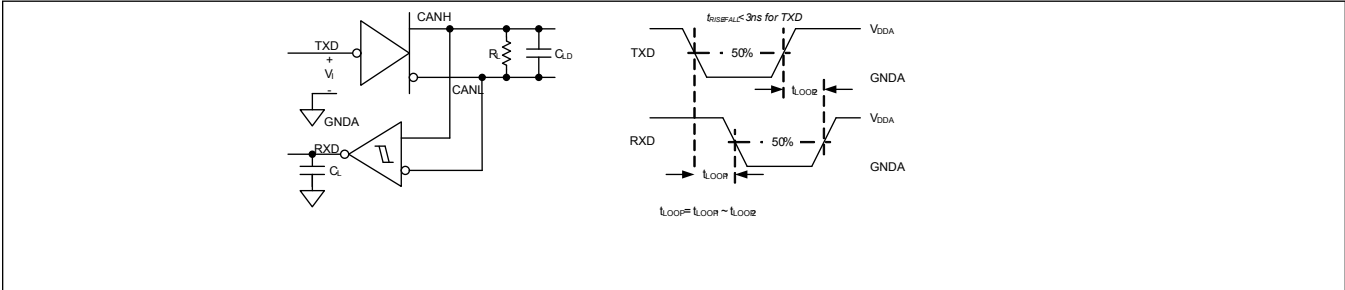 CANH
TXD
+
VI
-
GNDA
RL
CLD
CANL
RXD
CL
tRISE/FALL<3ns for TXD
VDDA
TXD
50%
GNDA
tLOOP2
VDDA
RXD
50%
GNDA
tLOOP1
tLOOP= tLOOP1 ~ tLOOP2